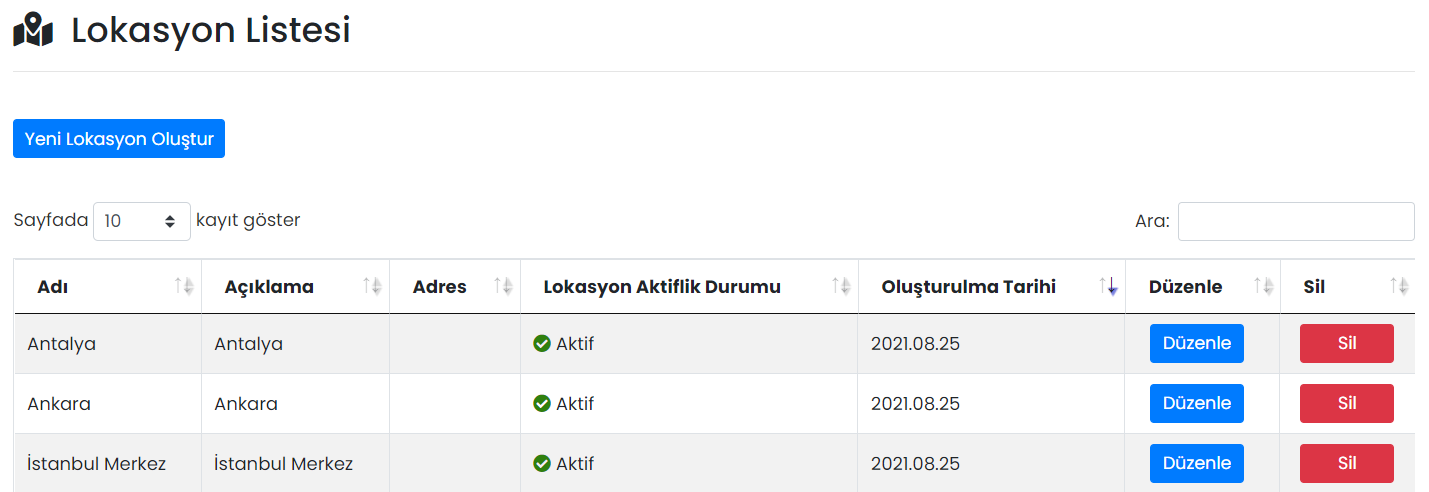 Lokasyon Listesi
Yeni Lokasyon Oluştur
Sayfada 10 kayıt göster Ara:
Adı Açıklama Adres Lokasyon Aktiflik Durumu Oluşturulma Tarihi Düzenle Sil
Antalya Antalya Aktif 2021.08.25 Düzenle Sil
Ankara Ankara Aktif 2021.08.25 Düzenle Sil
İstanbul Merkez İstanbul Merkez Aktif 2021.08.25 Düzenle Sil